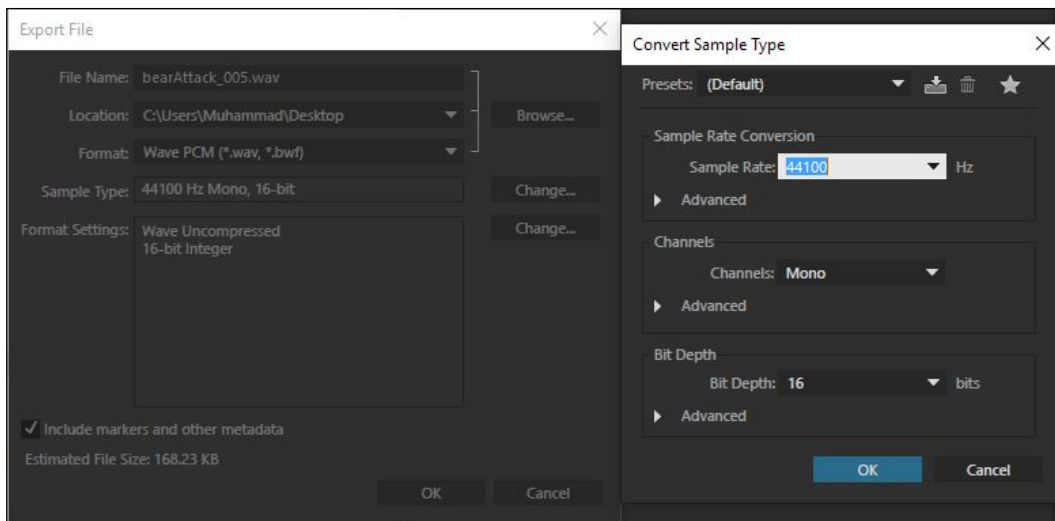 Export File
File Name: bearAttack_005.wav
Location: C:\Users\Muhammad\Desktop Browse...
Format: Wave PCM (*.wav, *.bwf)
Sample Type: 44100 Hz Mono, 16-bit Change...
Format Settings: Wave Uncompressed Change...
16-bit Integer
Include markers and other metadata
Estimated File Size: 168.23 KB
OK Cancel
Convert Sample Type
Presets: (Default)
Sample Rate Conversion
Sample Rate: 44100 Hz
Advanced
Channels
Channels: Mono
Advanced
Bit Depth
Bit Depth: 16 bits
Advanced
OK Cancel